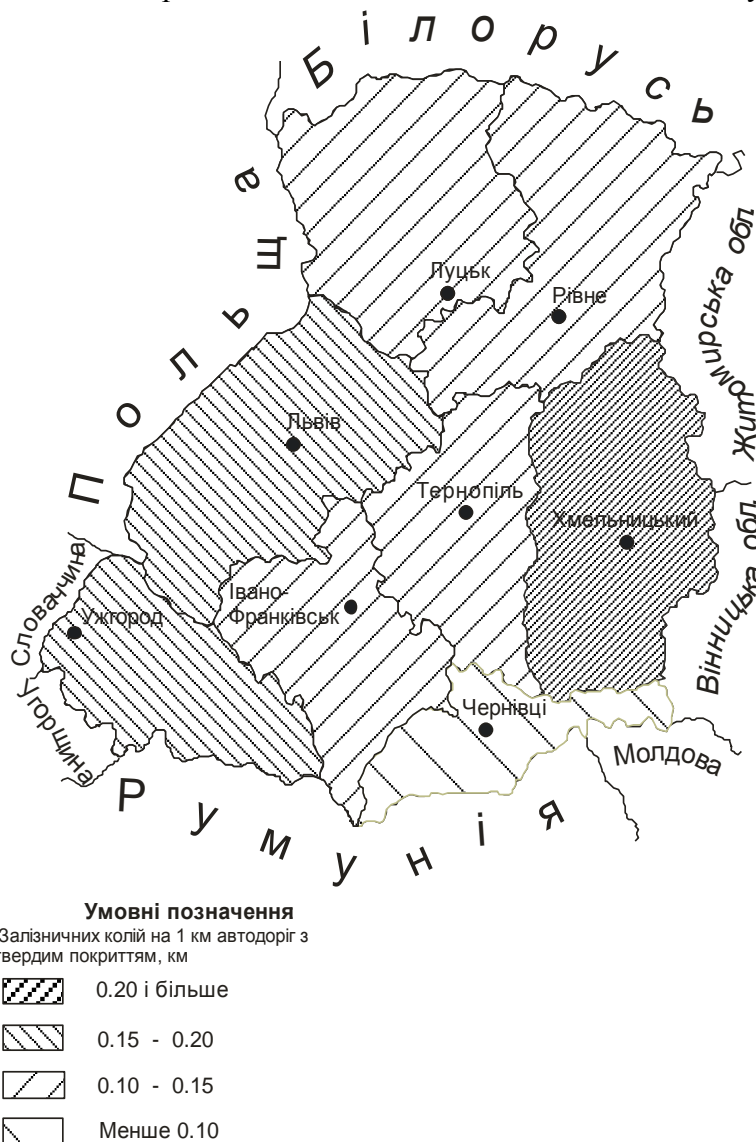 Білорусь
Польща
Житомирська обл
Луцьк
Рівне
Львів
Тернопіль
Хмельницький
Вінницька обл
Словаччина
Івано-
Франківськ
Ужгород
Угорщина
Чернівці
Молдова
Румунія
Умовні позначення
Залізничних колій на 1 км автодоріг з
твердим покриттям, км
0.20 і більше
0.15 - 0.20
0.10 - 0.15
Менше 0.10